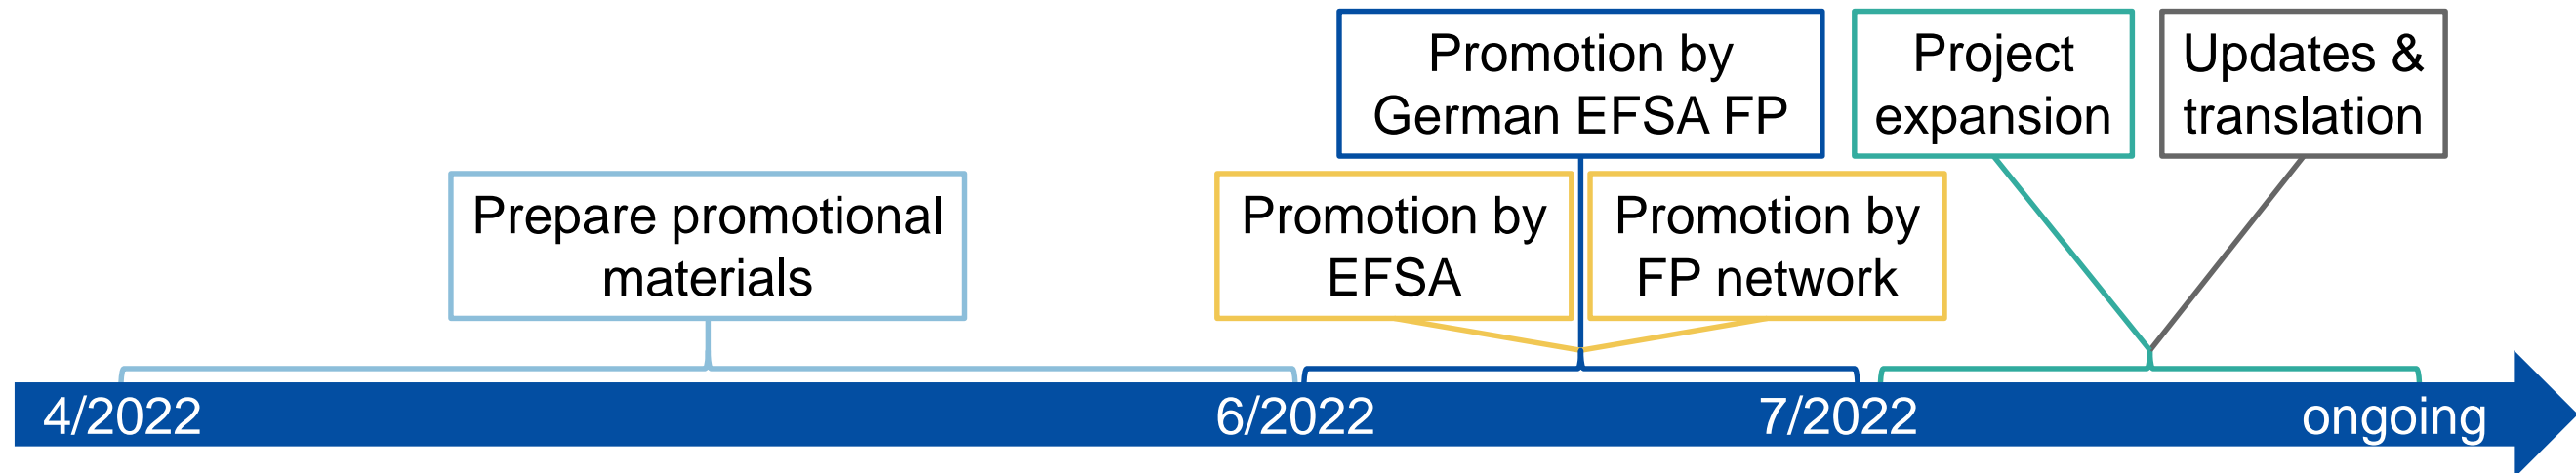 Promotion by
German EFSA FP
Project
expansion
Updates &
translation
Prepare promotional
materials
Promotion by
EFSA
Promotion by
FP network
4/2022
6/2022
7/2022
ongoing